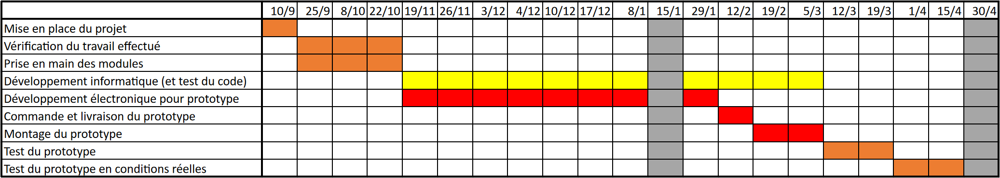 10/9 25/9 8/10 22/10 19/11 26/11 3/12 4/12 10/12 17/12 8/1 15/1 29/1 12/2 19/2 5/3 12/3 19/3 1/4 15/4 30/4
Mise en place du projet
Vérification du travail effectué
Prise en main des modules
Développement informatique (et test du code)
Développement électronique pour prototype
Commande et livraison du prototype
Montage du prototype
Test du prototype
Test du prototype en conditions réelles